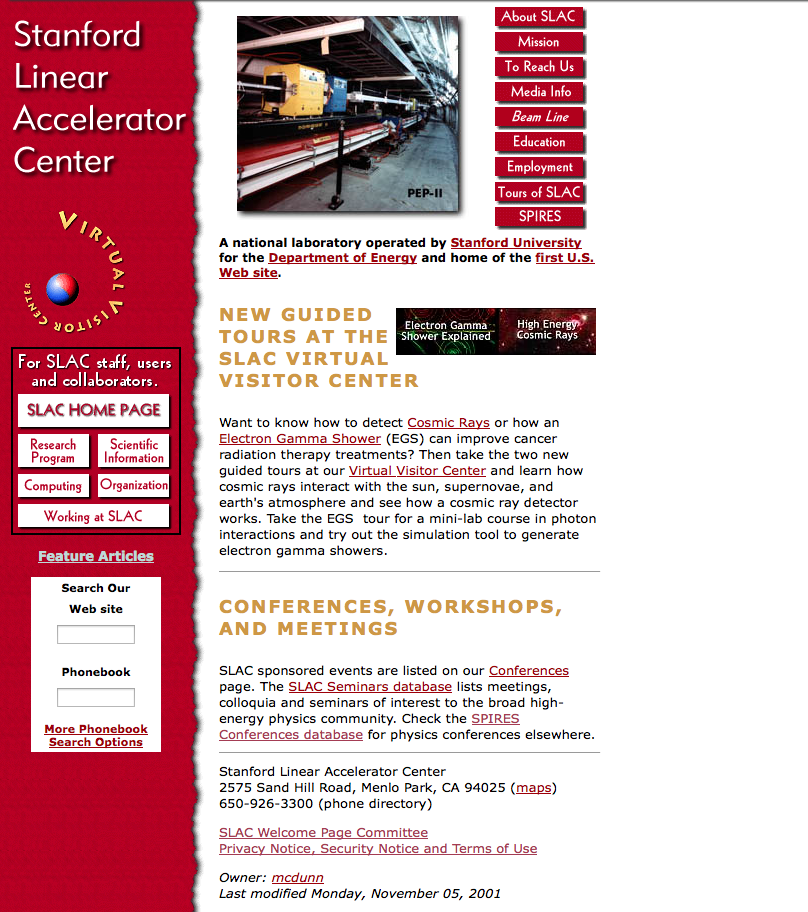 Stanford
Linear
Accelerator
Center
VIRTUAL VISITOR CENTER
For SLAC staff, users
and collaborators.
SLAC HOME PAGE
Research
Program
Scientific
Information
Computing
Organization
Working at SLAC
Feature Articles
Search Our
Web site
Phonebook
More Phonebook
Search Options
PEP-II
About SLAC
Mission
To Reach Us
Media Info
Beam Line
Education
Employment
Tours of SLAC
SPIRES
A national laboratory operated by Stanford University
for the Department of Energy and home of the first U.S.
Web site.
NEW GUIDED
TOURS AT THE
SLAC VIRTUAL
VISITOR CENTER
Electron Gamma
Shower Explained
High Energy
Cosmic Rays
Want to know how to detect Cosmic Rays or how an
Electron Gamma Shower (EGS) can improve cancer
radiation therapy treatments? Then take the two new
guided tours at our Virtual Visitor Center and learn how
cosmic rays interact with the sun, supernovae, and
earth's atmosphere and see how a cosmic ray detector
works. Take the EGS tour for a mini-lab course in photon
interactions and try out the simulation tool to generate
electron gamma showers.
CONFERENCES, WORKSHOPS,
AND MEETINGS
SLAC sponsored events are listed on our Conferences
page. The SLAC Seminars database lists meetings,
colloquia and seminars of interest to the broad high-
energy physics community. Check the SPIRES
Conferences database for physics conferences elsewhere.
Stanford Linear Accelerator Center
2575 Sand Hill Road, Menlo Park, CA 94025 (maps)
650-926-3300 (phone directory)
SLAC Welcome Page Committee
Privacy Notice, Security Notice and Terms of Use
Owner: mcdunn
Last modified Monday, November 05, 2001